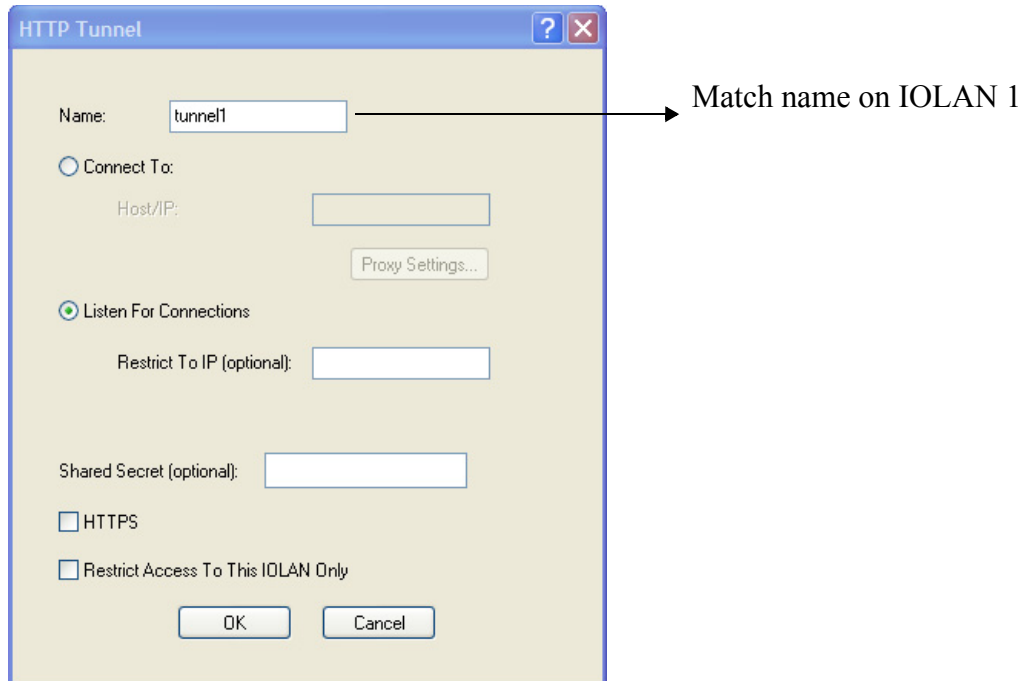 HTTP Tunnel
Name: tunnel1
Match name on IOLAN 1
Connect To:
Host/IP:
Proxy Settings...
Listen For Connections
Restrict To IP (optional):
Shared Secret (optional):
HTTPS
Restrict Access To This IOLAN Only
OK Cancel